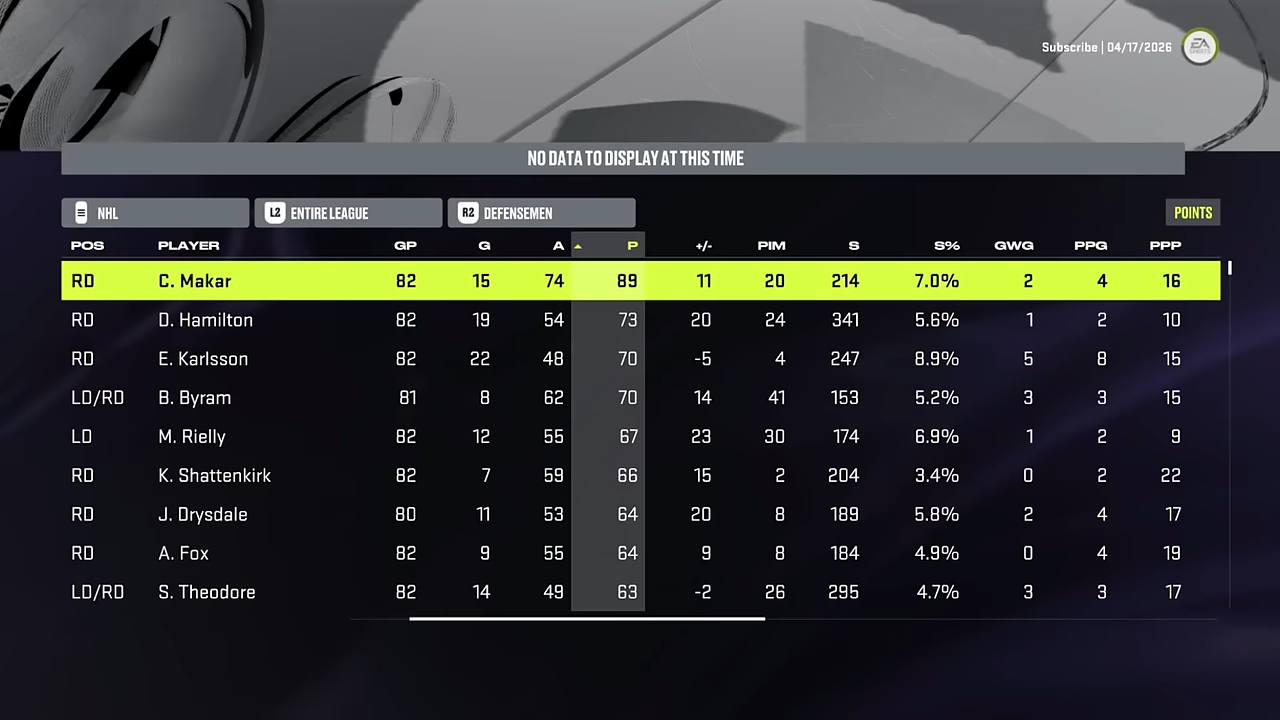 Subscribe | 04/17/2026
EA SPORTS
NO DATA TO DISPLAY AT THIS TIME
NHL L2 ENTIRE LEAGUE R2 DEFENSEMEN POINTS
POS PLAYER GP G A P +/- PIM S S% GWG PPG PPP
RD C. Makar 82 15 74 89 11 20 214 7.0% 2 4 16
RD D. Hamilton 82 19 54 73 20 24 341 5.6% 1 2 10
RD E. Karlsson 82 22 48 70 -5 4 247 8.9% 5 8 15
LD/RD B. Byram 81 8 62 70 14 41 153 5.2% 3 3 15
LD M. Rielly 82 12 55 67 23 30 174 6.9% 1 2 9
RD K. Shattenkirk 82 7 59 66 15 2 204 3.4% 0 2 22
RD J. Drysdale 80 11 53 64 20 8 189 5.8% 2 4 17
RD A. Fox 82 9 55 64 9 8 184 4.9% 0 4 19
LD/RD S. Theodore 82 14 49 63 -2 26 295 4.7% 3 3 17